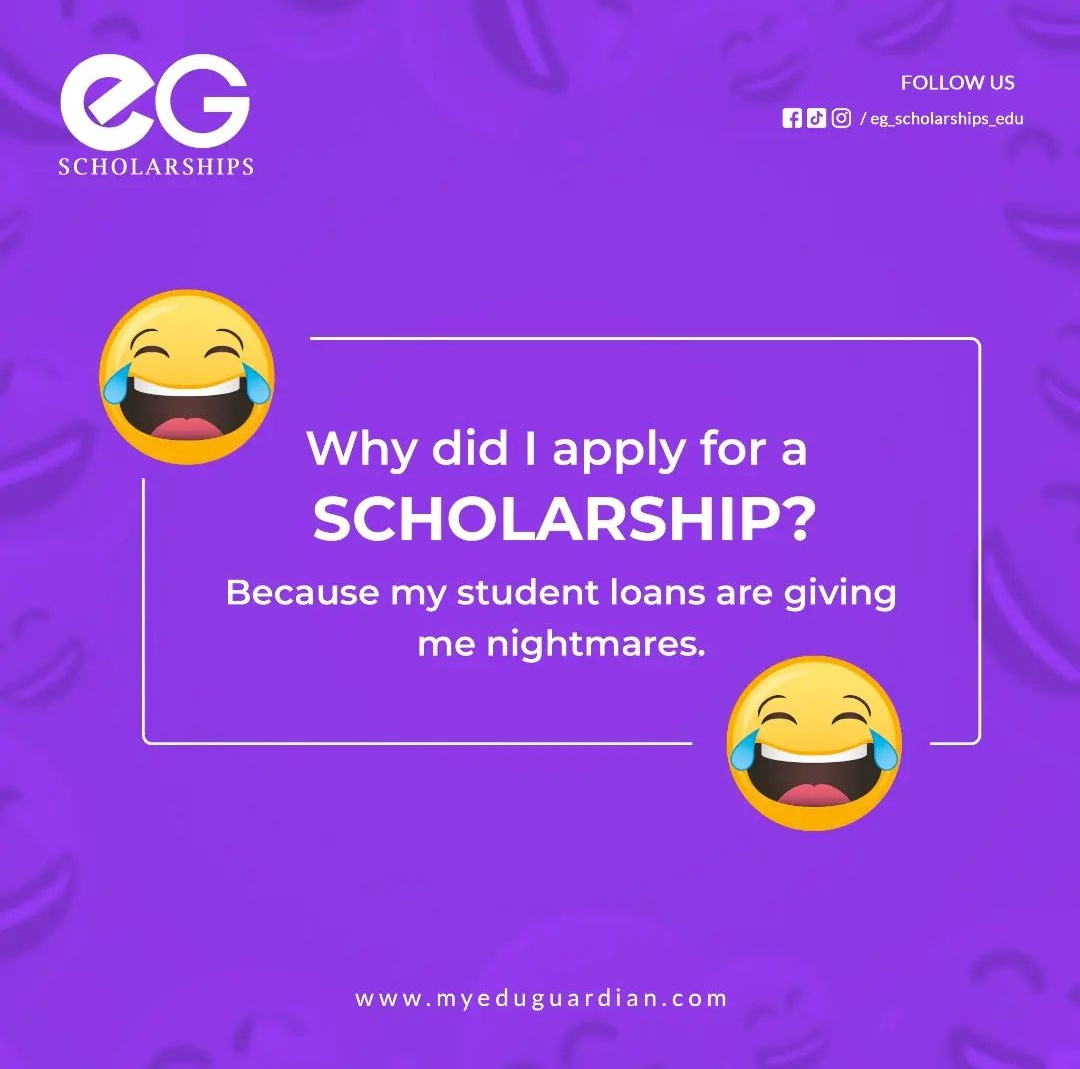 eG
SCHOLARSHIPS
FOLLOW US
/ eg_scholarships_edu
Why did I apply for a
SCHOLARSHIP?
Because my student loans are giving
me nightmares.
www.myeduguardian.com